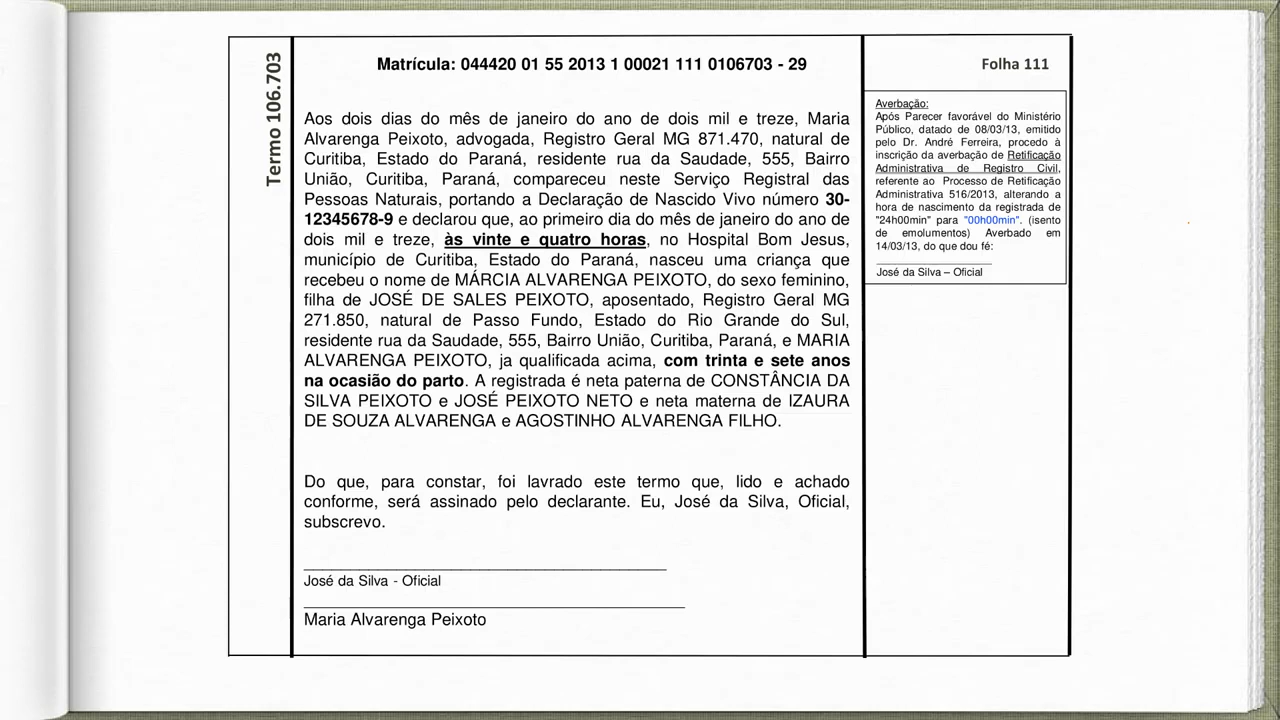 Termo 106.703
Matrícula: 044420 01 55 2013 1 00021 111 0106703 - 29
Aos dois dias do mês de janeiro do ano de dois mil e treze, Maria
Alvarenga Peixoto, advogada, Registro Geral MG 871.470, natural de
Curitiba, Estado do Paraná, residente rua da Saudade, 555, Bairro
União, Curitiba, Paraná, compareceu neste Serviço Registral das
Pessoas Naturais, portando a Declaração de Nascido Vivo número 30-
12345678-9 e declarou que, ao primeiro dia do mês de janeiro do ano de
dois mil e treze, às vinte e quatro horas, no Hospital Bom Jesus,
município de Curitiba, Estado do Paraná, nasceu uma criança que
recebeu o nome de MÁRCIA ALVARENGA PEIXOTO, do sexo feminino,
filha de JOSÉ DE SALES PEIXOTO, aposentado, Registro Geral MG
271.850, natural de Passo Fundo, Estado do Rio Grande do Sul,
residente rua da Saudade, 555, Bairro União, Curitiba, Paraná, e MARIA
ALVARENGA PEIXOTO, ja qualificada acima, com trinta e sete anos
na ocasião do parto. A registrada é neta paterna de CONSTÂNCIA DA
SILVA PEIXOTO e JOSÉ PEIXOTO NETO e neta materna de IZAURA
DE SOUZA ALVARENGA e AGOSTINHO ALVARENGA FILHO.
Do que, para constar, foi lavrado este termo que, lido e achado
conforme, será assinado pelo declarante. Eu, José da Silva, Oficial,
subscrevo.
José da Silva - Oficial
Maria Alvarenga Peixoto
Folha 111
Averbação:
Após Parecer favorável do Ministério
Público, datado de 08/03/13, emitido
pelo Dr. André Ferreira, procedo à
inscrição da averbação de Retificação
Administrativa de Registro Civil,
referente ao Processo de Retificação
Administrativa 516/2013, alterando a
hora de nascimento da registrada de
"24h00min" para "00h00min". (isento
de emolumentos) Averbado em
14/03/13, do que dou fé:
José da Silva – Oficial